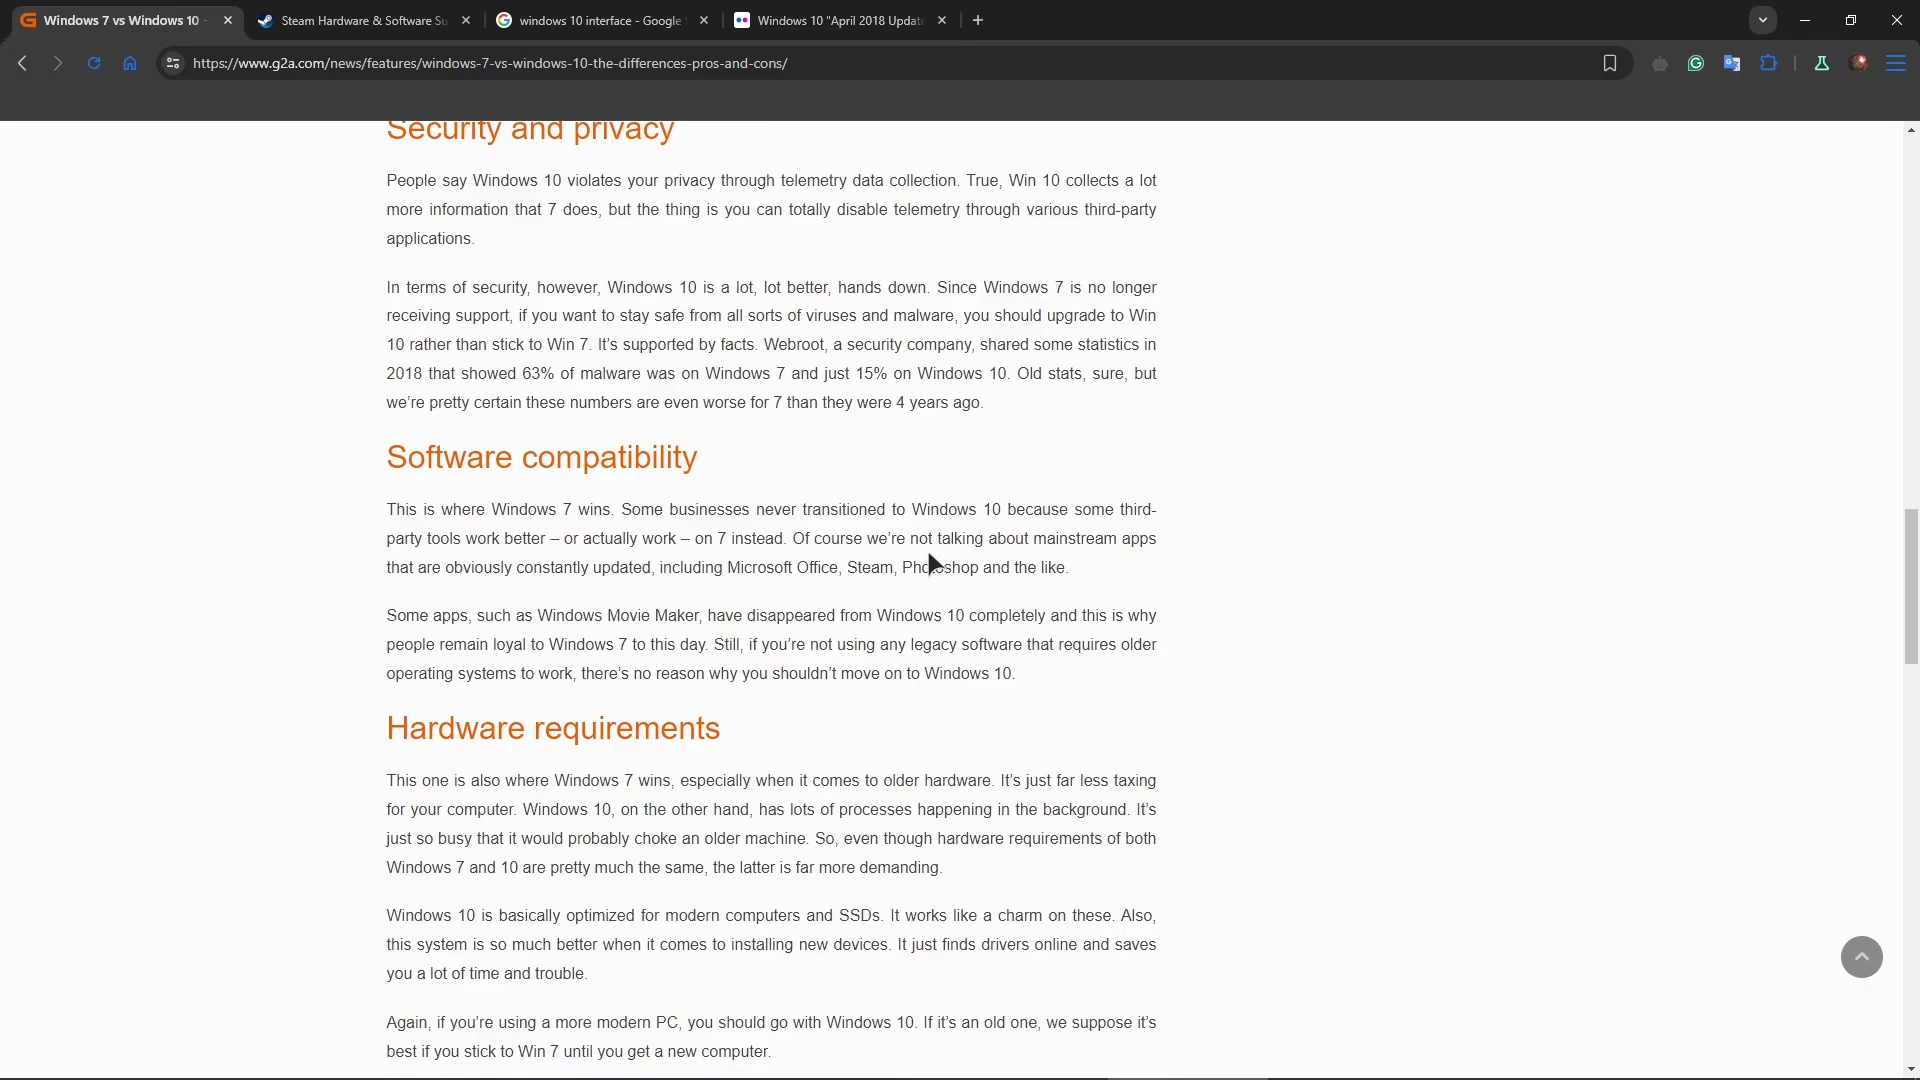 Windows 7 vs Windows 10 -
Steam Hardware & Software Su
windows 10 interface - Google
Windows 10 "April 2018 Updat
https://www.g2a.com/news/features/windows-7-vs-windows-10-the-differences-pros-and-cons/
Security and privacy
People say Windows 10 violates your privacy through telemetry data collection. True, Win 10 collects a lot
more information that 7 does, but the thing is you can totally disable telemetry through various third-party
applications.
In terms of security, however, Windows 10 is a lot, lot better, hands down. Since Windows 7 is no longer
receiving support, if you want to stay safe from all sorts of viruses and malware, you should upgrade to Win
10 rather than stick to Win 7. It’s supported by facts. Webroot, a security company, shared some statistics in
2018 that showed 63% of malware was on Windows 7 and just 15% on Windows 10. Old stats, sure, but
we’re pretty certain these numbers are even worse for 7 than they were 4 years ago.
Software compatibility
This is where Windows 7 wins. Some businesses never transitioned to Windows 10 because some third-
party tools work better – or actually work – on 7 instead. Of course we’re not talking about mainstream apps
that are obviously constantly updated, including Microsoft Office, Steam, Photoshop and the like.
Some apps, such as Windows Movie Maker, have disappeared from Windows 10 completely and this is why
people remain loyal to Windows 7 to this day. Still, if you’re not using any legacy software that requires older
operating systems to work, there’s no reason why you shouldn’t move on to Windows 10.
Hardware requirements
This one is also where Windows 7 wins, especially when it comes to older hardware. It’s just far less taxing
for your computer. Windows 10, on the other hand, has lots of processes happening in the background. It’s
just so busy that it would probably choke an older machine. So, even though hardware requirements of both
Windows 7 and 10 are pretty much the same, the latter is far more demanding.
Windows 10 is basically optimized for modern computers and SSDs. It works like a charm on these. Also,
this system is so much better when it comes to installing new devices. It just finds drivers online and saves
you a lot of time and trouble.
Again, if you’re using a more modern PC, you should go with Windows 10. If it’s an old one, we suppose it’s
best if you stick to Win 7 until you get a new computer.